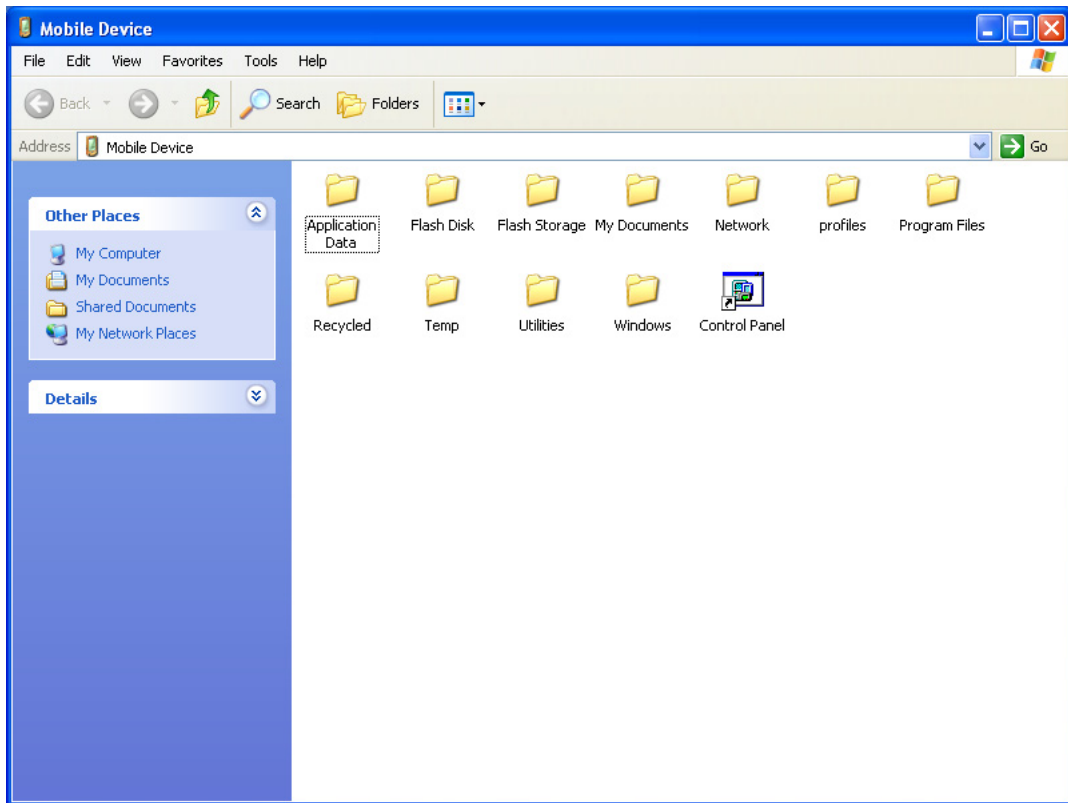 Mobile Device
File Edit View Favorites Tools Help
Back Search Folders
Address Mobile Device Go
Other Places
My Computer
My Documents
Shared Documents
My Network Places
Details
Application Data Flash Disk Flash Storage My Documents Network profiles Program Files
Recycled Temp Utilities Windows Control Panel